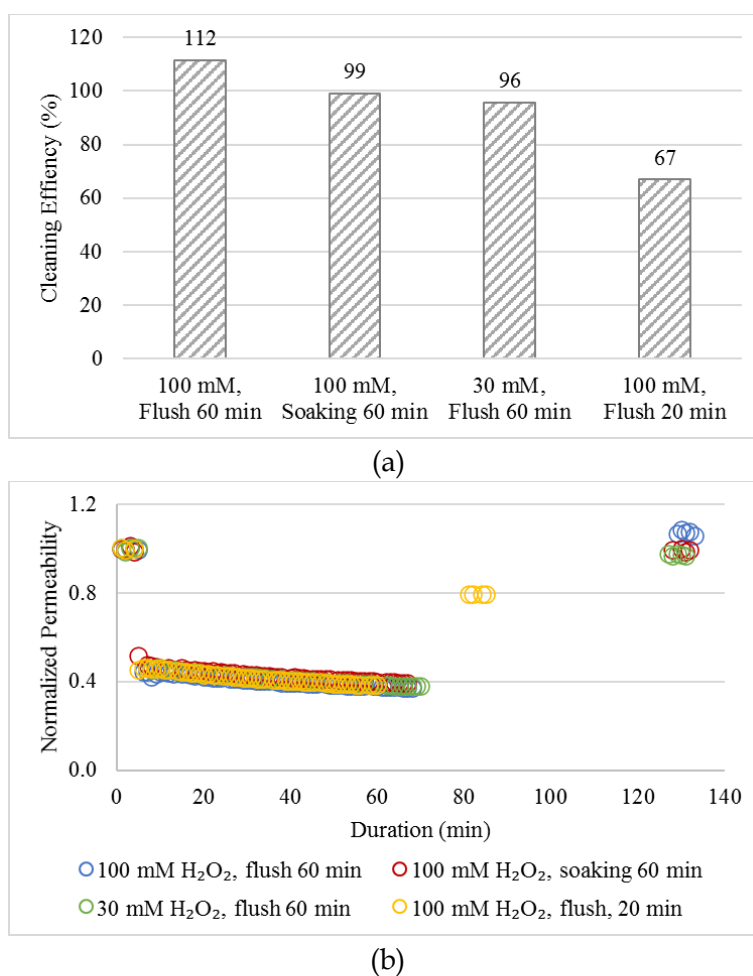 120
100
80
60
40
20
0
Cleaning Effiency (%)
112
99
96
67
100 mM,
Flush 60 min
100 mM,
Soaking 60 min
30 mM,
Flush 60 min
100 mM,
Flush 20 min
(a)
1.2
0.8
0.4
0.0
Normalized Permeability
0 20 40 60 80 100 120 140
Duration (min)
100 mM H₂O₂, flush 60 min
100 mM H₂O₂, soaking 60 min
30 mM H₂O₂, flush 60 min
100 mM H₂O₂, flush, 20 min
(b)